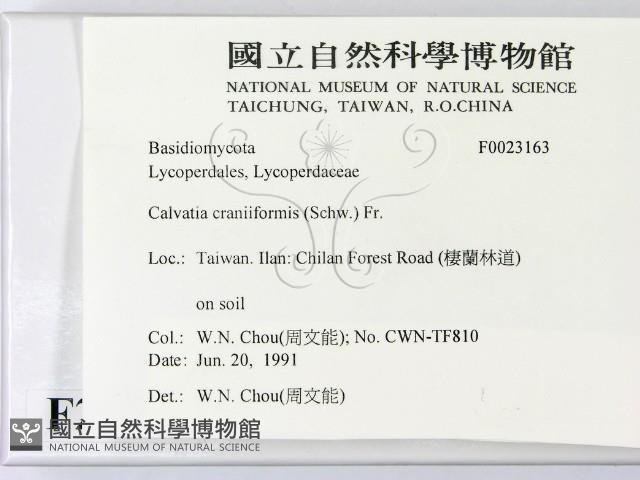 國立自然科學博物館
NATIONAL MUSEUM OF NATURAL SCIENCE
TAICHUNG, TAIWAN, R.O.CHINA
Basidiomycota F0023163
Lycoperdales, Lycoperdaceae
Calvatia craniiformis (Schw.) Fr.
Loc.: Taiwan. Ilan: Chilan Forest Road (棲蘭林道)
on soil
Col.: W.N. Chou(周文能); No. CWN-TF810
Date: Jun. 20, 1991
Det.: W.N. Chou(周文能)
國立自然科學博物館
NATIONAL MUSEUM OF NATURAL SCIENCE